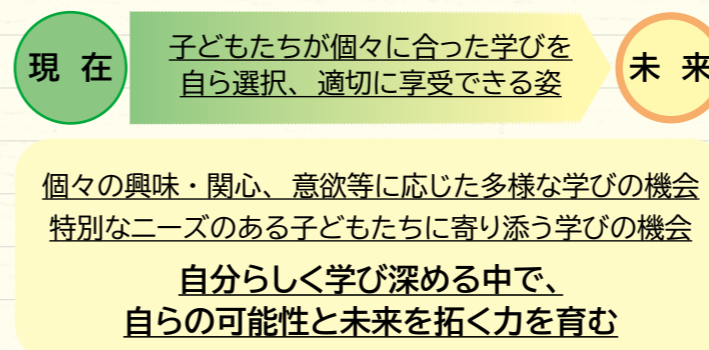 現 在
子どもたちが個々に合った学びを
自ら選択、適切に享受できる姿
未 来
個々の興味・関心、意欲等に応じた多様な学びの機会
特別なニーズのある子どもたちに寄り添う学びの機会
自分らしく学び深める中で、
自らの可能性と未来を拓く力を育む